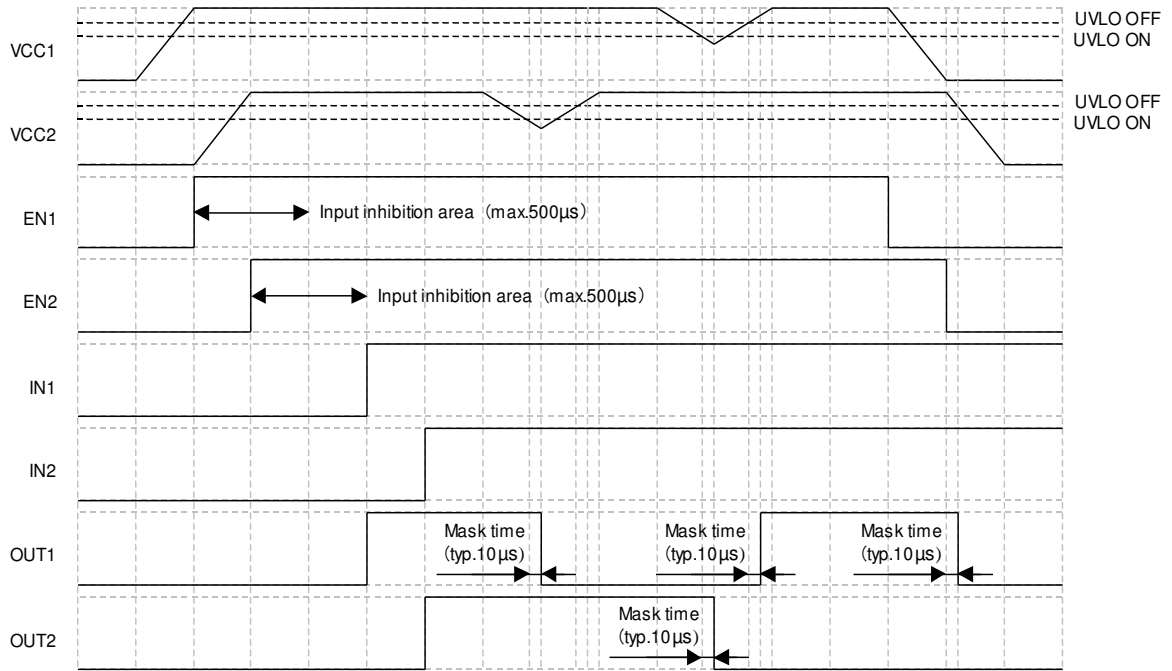 VCC1
UVLO OFF
UVLO ON
VCC2
UVLO OFF
UVLO ON
EN1
Input inhibition area (max.500μs)
EN2
Input inhibition area (max.500μs)
IN1
IN2
OUT1
Mask time
(typ.10μs)
Mask time
(typ.10μs)
Mask time
(typ.10μs)
OUT2
Mask time
(typ.10μs)